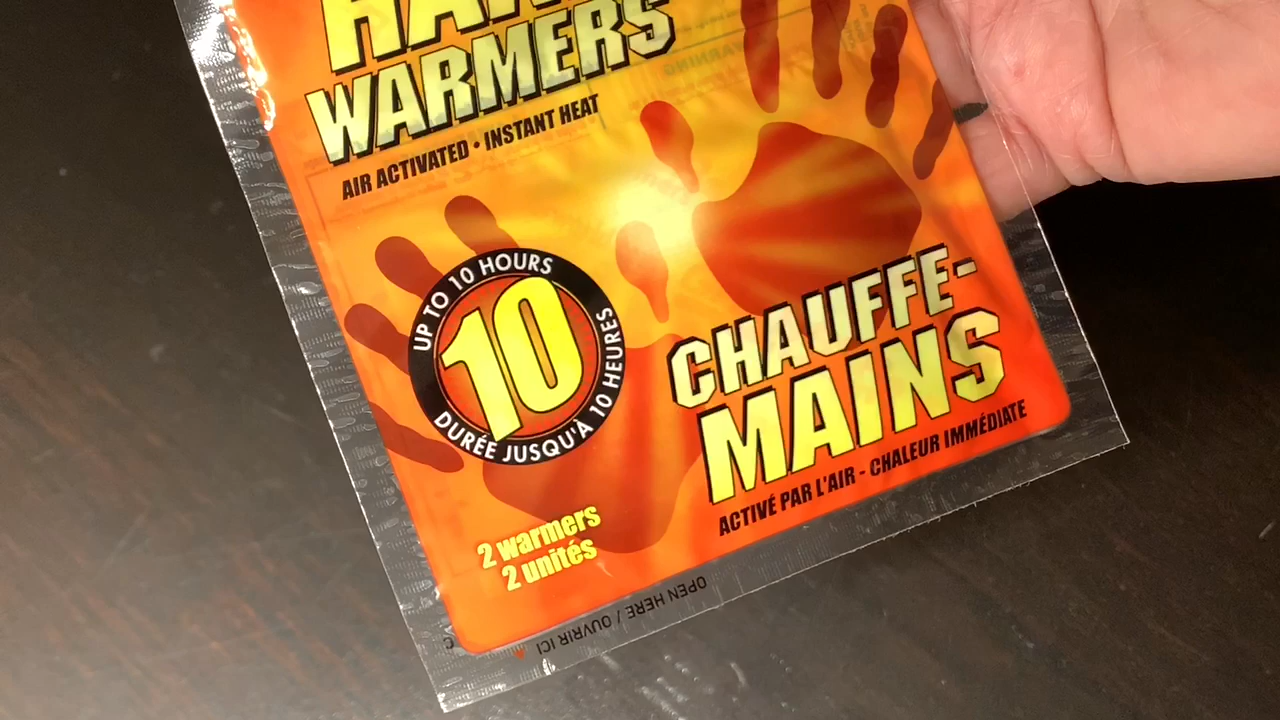 WARMERS
AIR ACTIVATED • INSTANT HEAT
UP TO 10 HOURS
10
DURÉE JUSQU'À 10 HEURES
CHAUFFE-
MAINS
ACTIVÉ PAR L'AIR - CHALEUR IMMÉDIATE
2 warmers
2 unités
OPEN HERE / OUVRIR ICI
WARNING